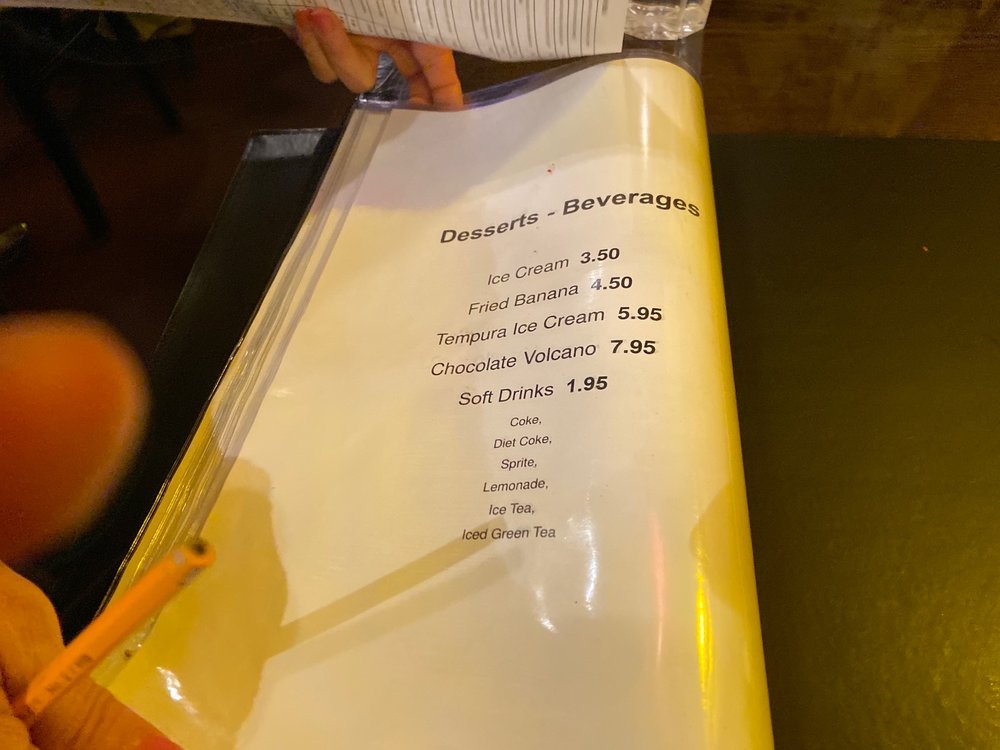 Desserts - Beverages
Ice Cream 3.50
Fried Banana 4.50
Tempura Ice Cream 5.95
Chocolate Volcano 7.95
Soft Drinks 1.95
Coke,
Diet Coke,
Sprite,
Lemonade,
Ice Tea,
Iced Green Tea